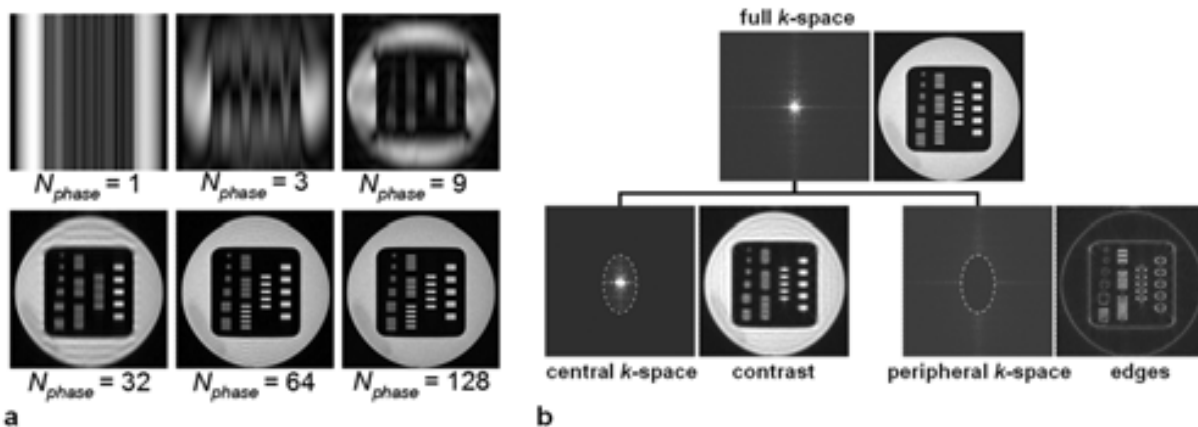 full k-space
N_phase = 1
N_phase = 3
N_phase = 9
central k-space
contrast
peripheral k-space
edges
N_phase = 32
N_phase = 64
N_phase = 128
a
b